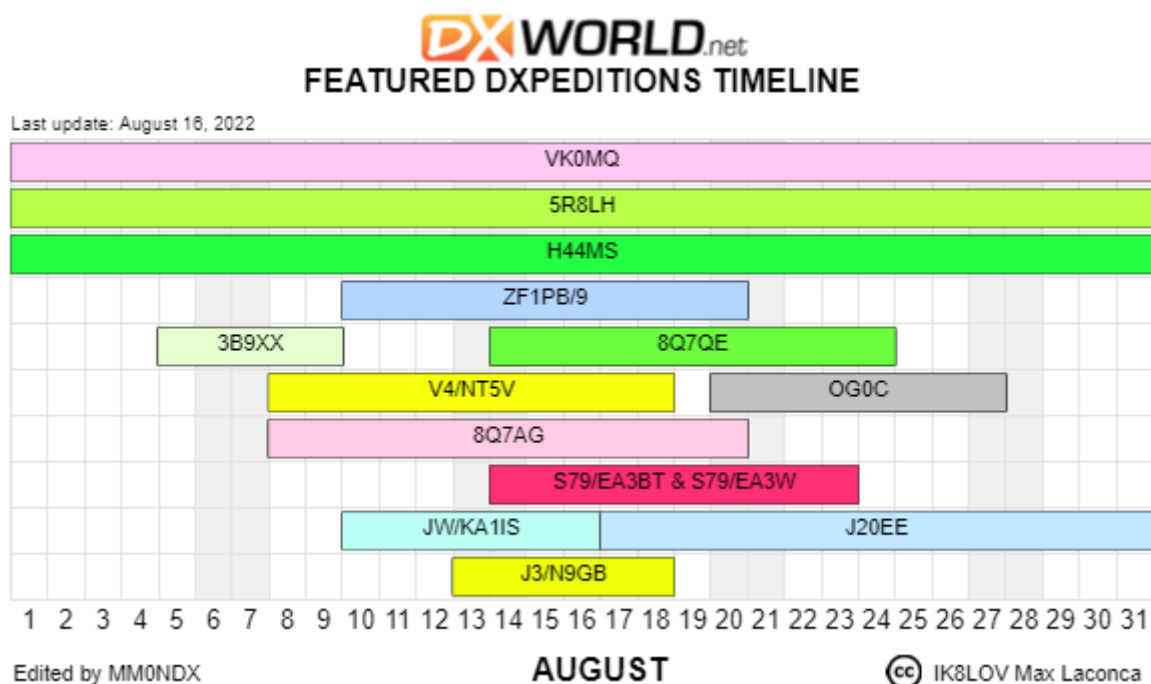 DX WORLD.net
FEATURED DXPEDITIONS TIMELINE
Last update: August 16, 2022
VK0MQ
5R8LH
H44MS
ZF1PB/9
3B9XX 8Q7QE
V4/NT5V OG0C
8Q7AG
S79/EA3BT & S79/EA3W
JW/KA1IS J20EE
J3/N9GB
1 2 3 4 5 6 7 8 9 10 11 12 13 14 15 16 17 18 19 20 21 22 23 24 25 26 27 28 29 30 31
Edited by MM0NDX AUGUST cc IK8LOV Max Laconca